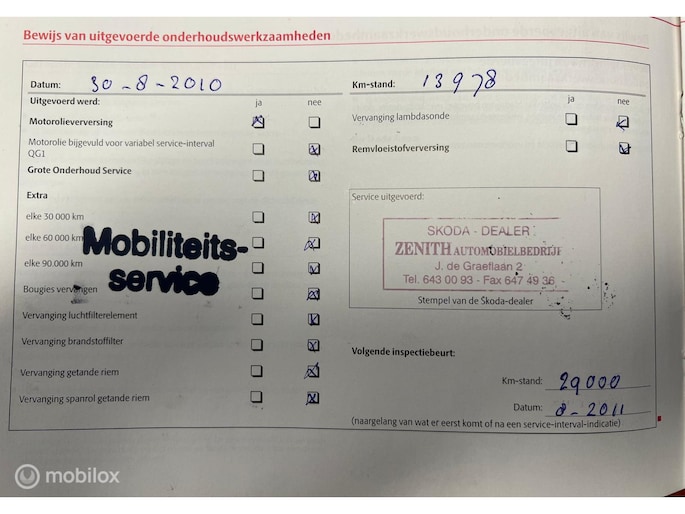 Bewijs van uitgevoerde onderhoudswerkzaamheden
Datum: 30-8-2010
Km-stand: 13978
Uitgevoerd werd: ja nee
ja nee
Motorolieverversing
Vervanging lambdasonde
Motorolie bijgevuld voor variabel service-interval
QG1
Remvloeistofverversing
Grote Onderhoud Service
Extra
Service uitgevoerd:
elke 30 000 km
elke 60 000 km
elke 90.000 km
Mobiliteits-
service
SKODA - DEALER
ZENITH AUTOMOBIELBEDRIJF
J. de Graeflaan 2
Tel. 643 00 93 - Fax 647 49 36
Stempel van de Škoda-dealer
Bougies vervangen
Vervanging luchtfilterelement
Vervanging brandstoffilter
Vervanging getande riem
Vervanging spanrol getande riem
Volgende inspectiebeurt:
Km-stand: 29000
Datum: 8-2011
(naargelang van wat er eerst komt of na een service-interval-indicatie)
mobilox